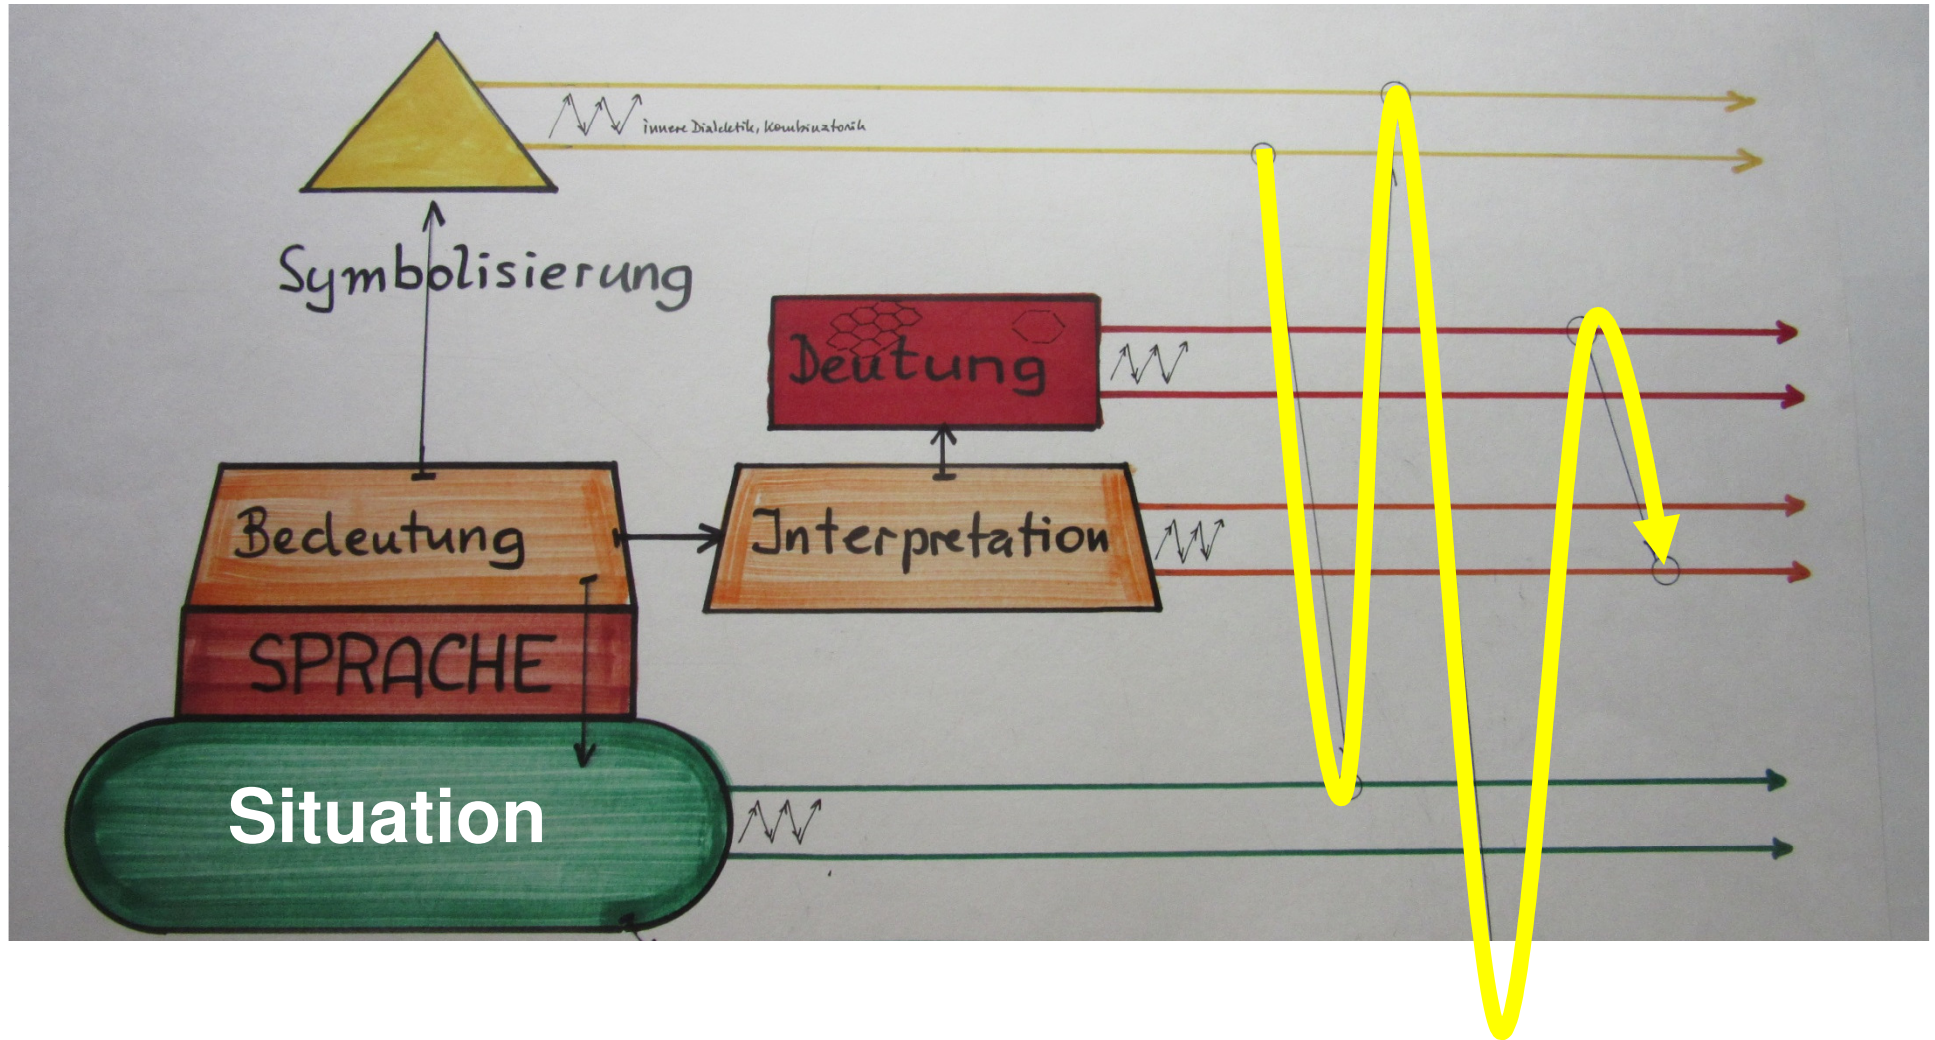 innere Dialektik, Kombinatorik
Symbolisierung
Deutung
Bedeutung
Interpretation
SPRACHE
Situation